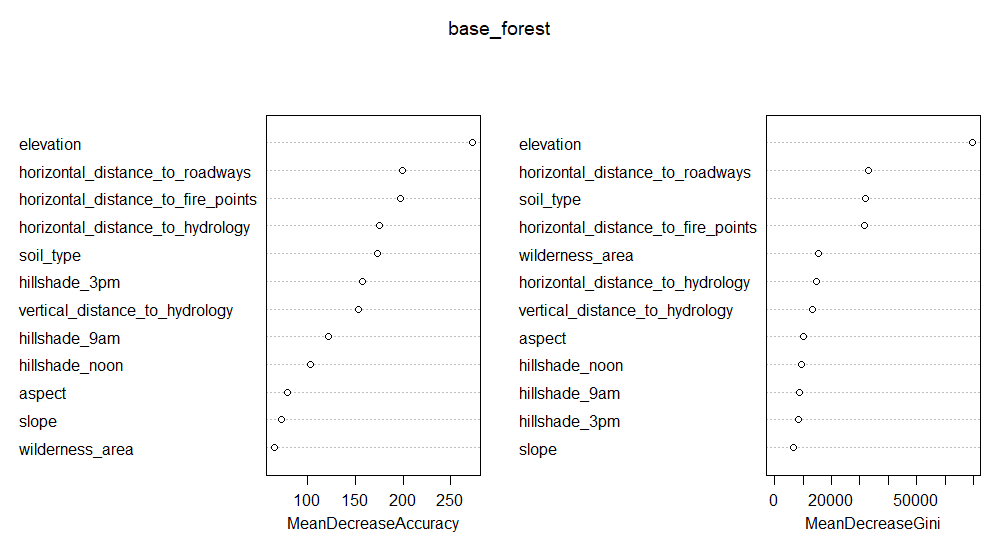 base_forest
elevation
horizontal_distance_to_roadways
horizontal_distance_to_fire_points
horizontal_distance_to_hydrology
soil_type
hillshade_3pm
vertical_distance_to_hydrology
hillshade_9am
hillshade_noon
aspect
slope
wilderness_area
100 150 200 250
MeanDecreaseAccuracy
elevation
horizontal_distance_to_roadways
soil_type
horizontal_distance_to_fire_points
wilderness_area
horizontal_distance_to_hydrology
vertical_distance_to_hydrology
aspect
hillshade_noon
hillshade_9am
hillshade_3pm
slope
0 20000 50000
MeanDecreaseGini